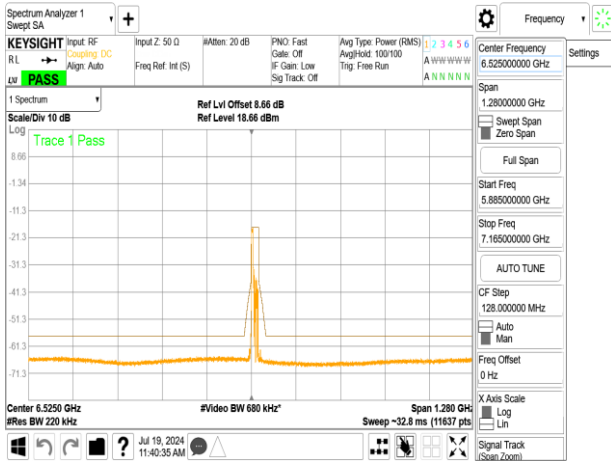 Spectrum Analyzer 1
Swept SA
+
Frequency
Settings
KEYSIGHT
RL
LXI
PASS
Input: RF
Coupling: DC
Align: Auto
Input Z: 50 Ω
Freq Ref: Int (S)
#Atten: 20 dB
PNO: Fast
Gate: Off
IF Gain: Low
Sig Track: Off
Avg Type: Power (RMS)
Avg|Hold: 100/100
Trig: Free Run
1 2 3 4 5 6
A W W W W W
A N N N N N
1 Spectrum
Scale/Div 10 dB
Ref Lvl Offset 8.66 dB
Ref Level 18.66 dBm
Log
Trace 1 Pass
8.66
-1.34
-11.3
-21.3
-31.3
-41.3
-51.3
-61.3
-71.3
Center 6.5250 GHz
#Res BW 220 kHz
#Video BW 680 kHz*
Span 1.280 GHz
Sweep ~32.8 ms (11637 pts)
?
Jul 19, 2024
11:40:35 AM
Center Frequency
6.525000000 GHz
Span
1.28000000 GHz
Swept Span
Zero Span
Full Span
Start Freq
5.885000000 GHz
Stop Freq
7.165000000 GHz
AUTO TUNE
CF Step
128.000000 MHz
Auto
Man
Freq Offset
0 Hz
X Axis Scale
Log
Lin
Signal Track
(Span Zoom)